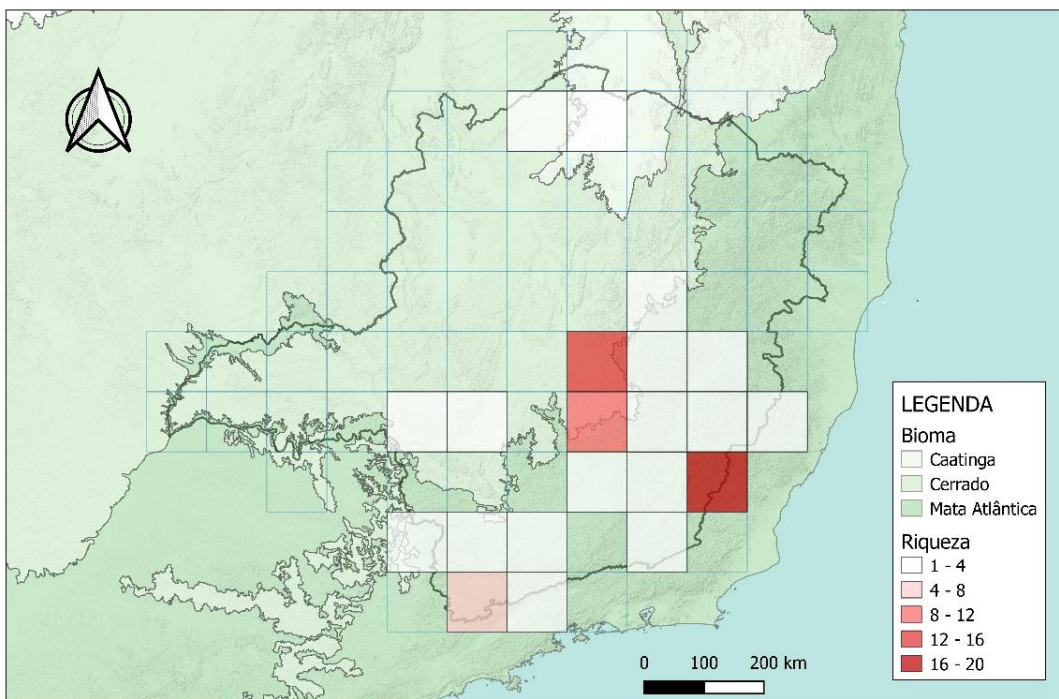 LEGENDA
Bioma
Caatinga
Cerrado
Mata Atlântica
Riqueza
1 - 4
4 - 8
8 - 12
12 - 16
16 - 20
0 100 200 km